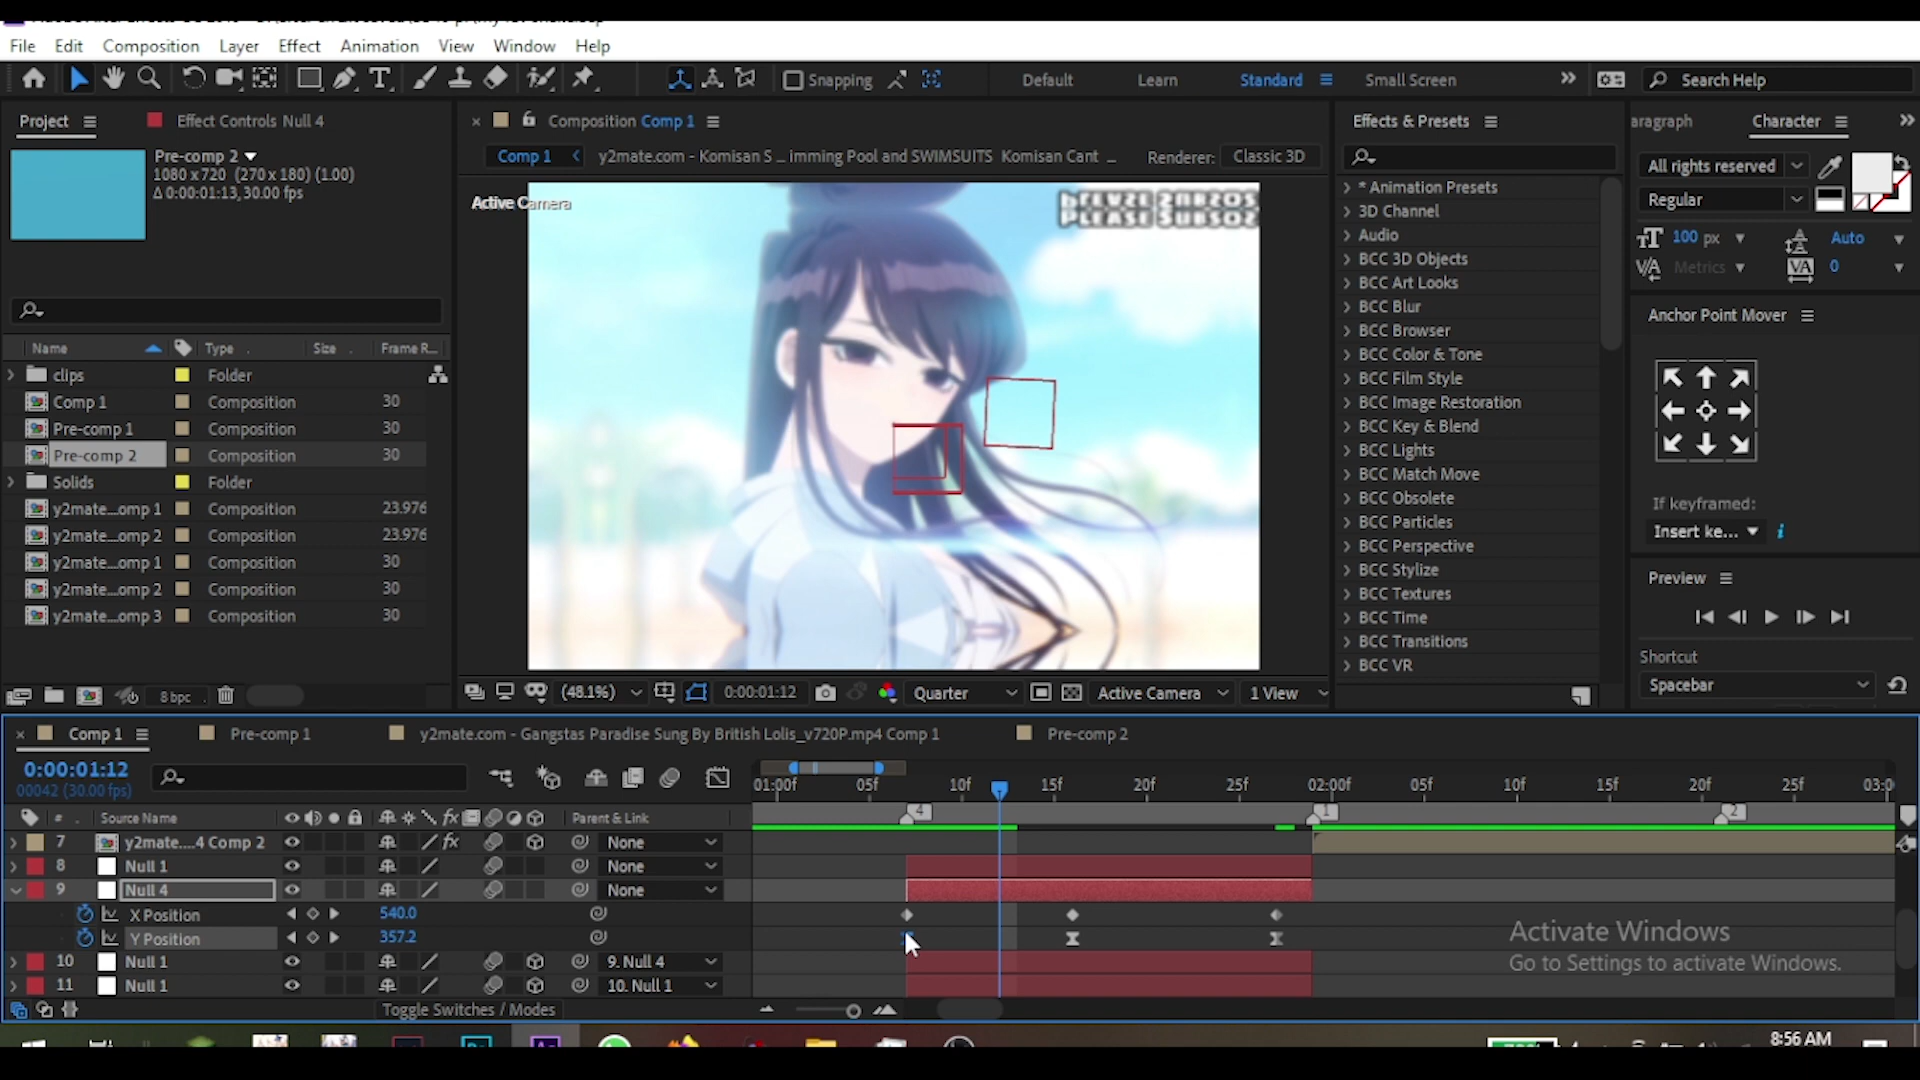 File Edit Composition Layer Effect Animation View Window Help
Snapping Default Learn Standard Small Screen Search Help
Project Effect Controls Null 4 Composition Comp 1 Effects & Presets aragraph Character
Pre-comp 2
1080 x 720 (270 x 180) (1.00)
Δ 0:00:01:13, 30.00 fps
Comp 1 y2mate.com - Komisan S ... imming Pool and SWIMSUITS Komisan Cant ... Renderer: Classic 3D
Active Camera
PLEASE SUBSOZ
All rights reserved
Regular
100 px Auto
Metrics 0
Anchor Point Mover
If keyframed:
Insert ke...
Preview
Shortcut
Spacebar
* Animation Presets
3D Channel
Audio
BCC 3D Objects
BCC Art Looks
BCC Blur
BCC Browser
BCC Color & Tone
BCC Film Style
BCC Image Restoration
BCC Key & Blend
BCC Lights
BCC Match Move
BCC Obsolete
BCC Particles
BCC Perspective
BCC Stylize
BCC Textures
BCC Time
BCC Transitions
BCC VR
Name Type Size Frame R...
clips Folder
Comp 1 Composition 30
Pre-comp 1 Composition 30
Pre-comp 2 Composition 30
Solids Folder
y2mate...omp 1 Composition 23.976
y2mate...omp 2 Composition 23.976
y2mate...omp 1 Composition 30
y2mate...omp 2 Composition 30
y2mate...omp 3 Composition 30
8 bpc
(48.1%) 0:00:01:12 Quarter Active Camera 1 View
Comp 1 Pre-comp 1 y2mate.com - Gangstas Paradise Sung By British Lolis_v720P.mp4 Comp 1 Pre-comp 2
0:00:01:12
00042 (30.00 fps)
01:00f 05f 10f 15f 20f 25f 02:00f 05f 10f 15f 20f 25f 03:0
4 1 2
# Source Name fx Parent & Link
7 y2mate....4 Comp 2 fx None
8 Null 1 None
9 Null 4 None
X Position 540.0
Y Position 357.2
10 Null 1 9. Null 4
11 Null 1 10. Null 1
Toggle Switches / Modes
Activate Windows
Go to Settings to activate Windows.
8:56 AM